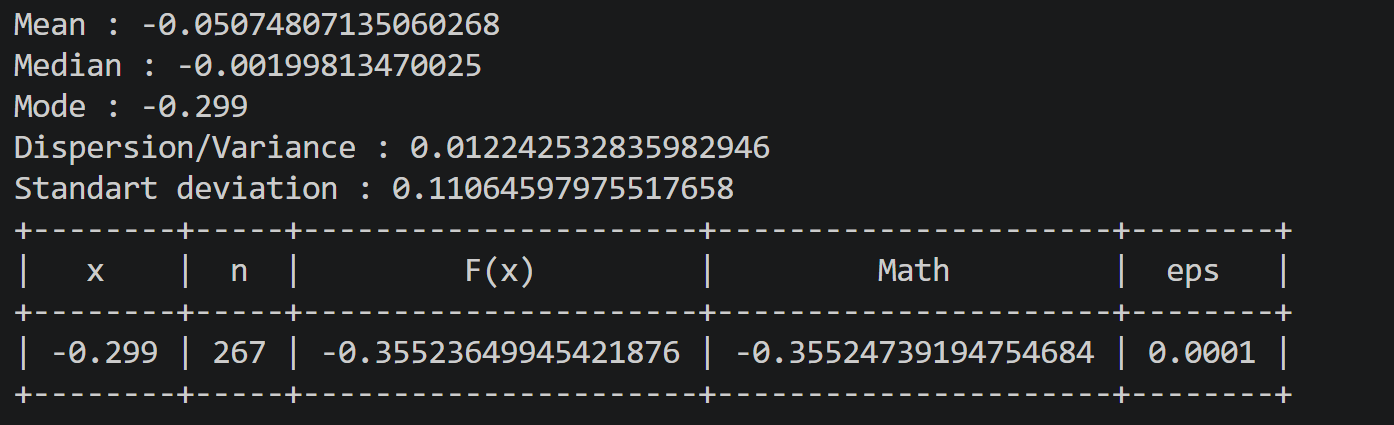 Mean : -0.05074807135060268
Median : -0.00199813470025
Mode : -0.299
Dispersion/Variance : 0.012242532835982946
Standart deviation : 0.11064597975517658
+--------+-----+----------------------+----------------------+--------+
|   x    |  n  |         F(x)         |         Math         |  eps   |
+--------+-----+----------------------+----------------------+--------+
| -0.299 | 267 | -0.35523649945421876 | -0.35524739194754684 | 0.0001 |
+--------+-----+----------------------+----------------------+--------+